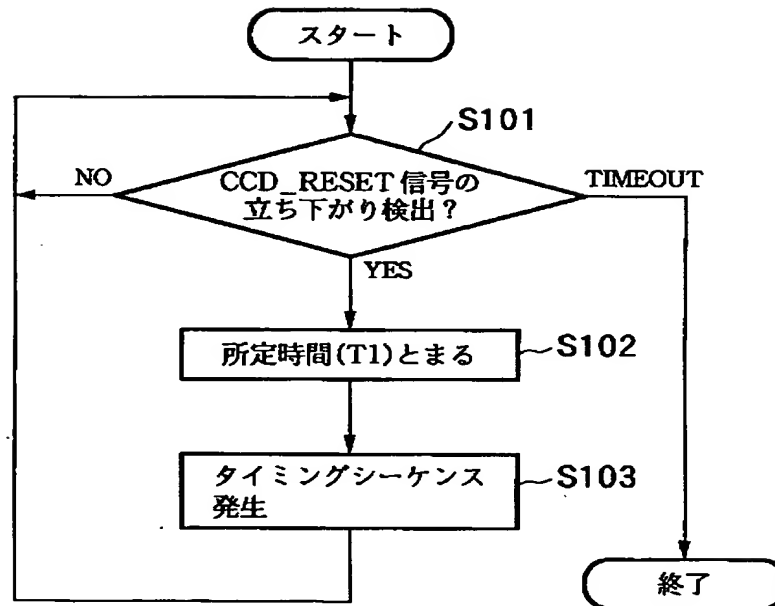 スタート
S101
NO
CCD_RESET 信号の
立ち下がり検出?
TIMEOUT
YES
所定時間(T1)とまる
S102
タイミングシーケンス
発生
S103
終了